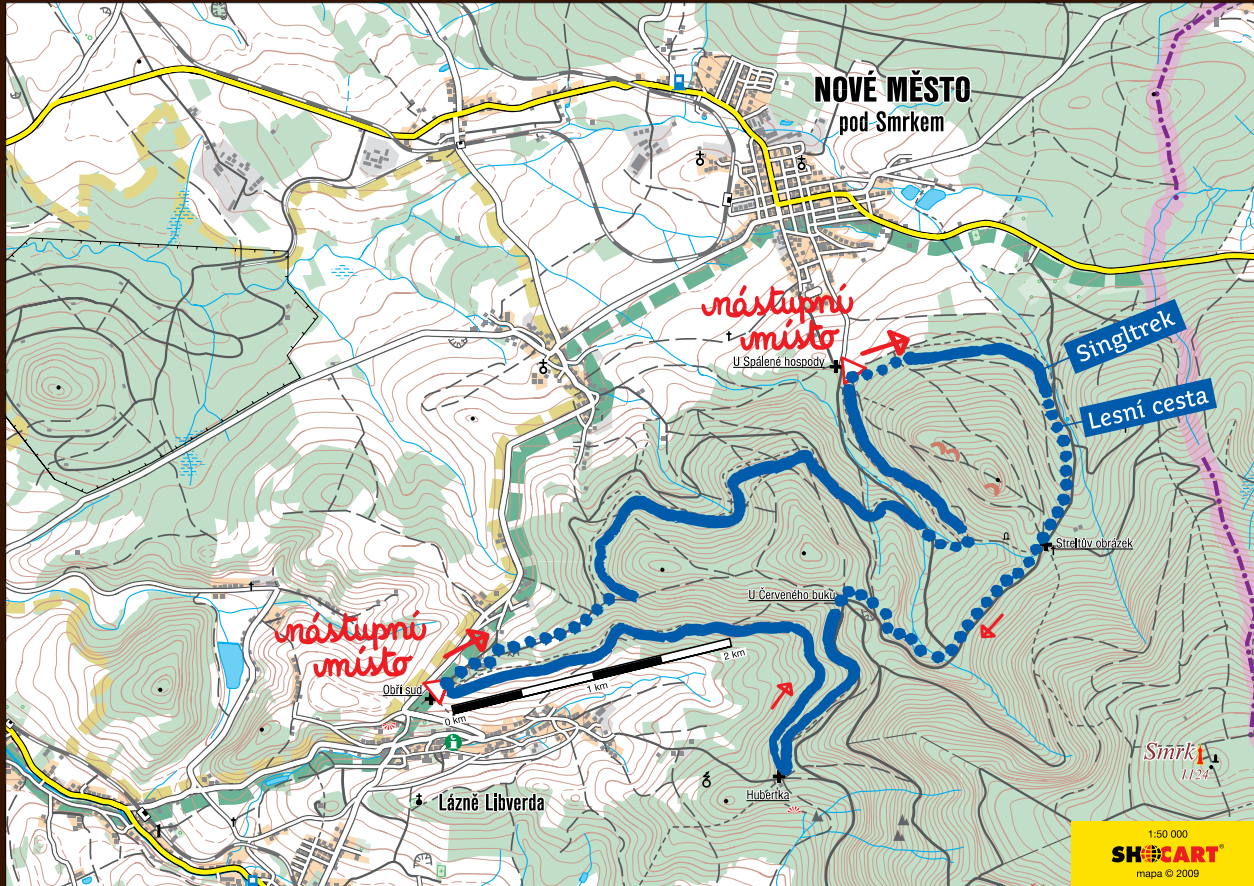 NOVÉ MĚSTO
pod Smrkem
nástupní
místo
U Spálené hospody
Singltrek
Lesní cesta
Streitův obrázek
U Červeného buku
nástupní
místo
Obří sud
0 km
1 km
2 km
Smrk
1124
Hubertka
Lázně Libverda
1:50 000
SHOCART®
mapa © 2009